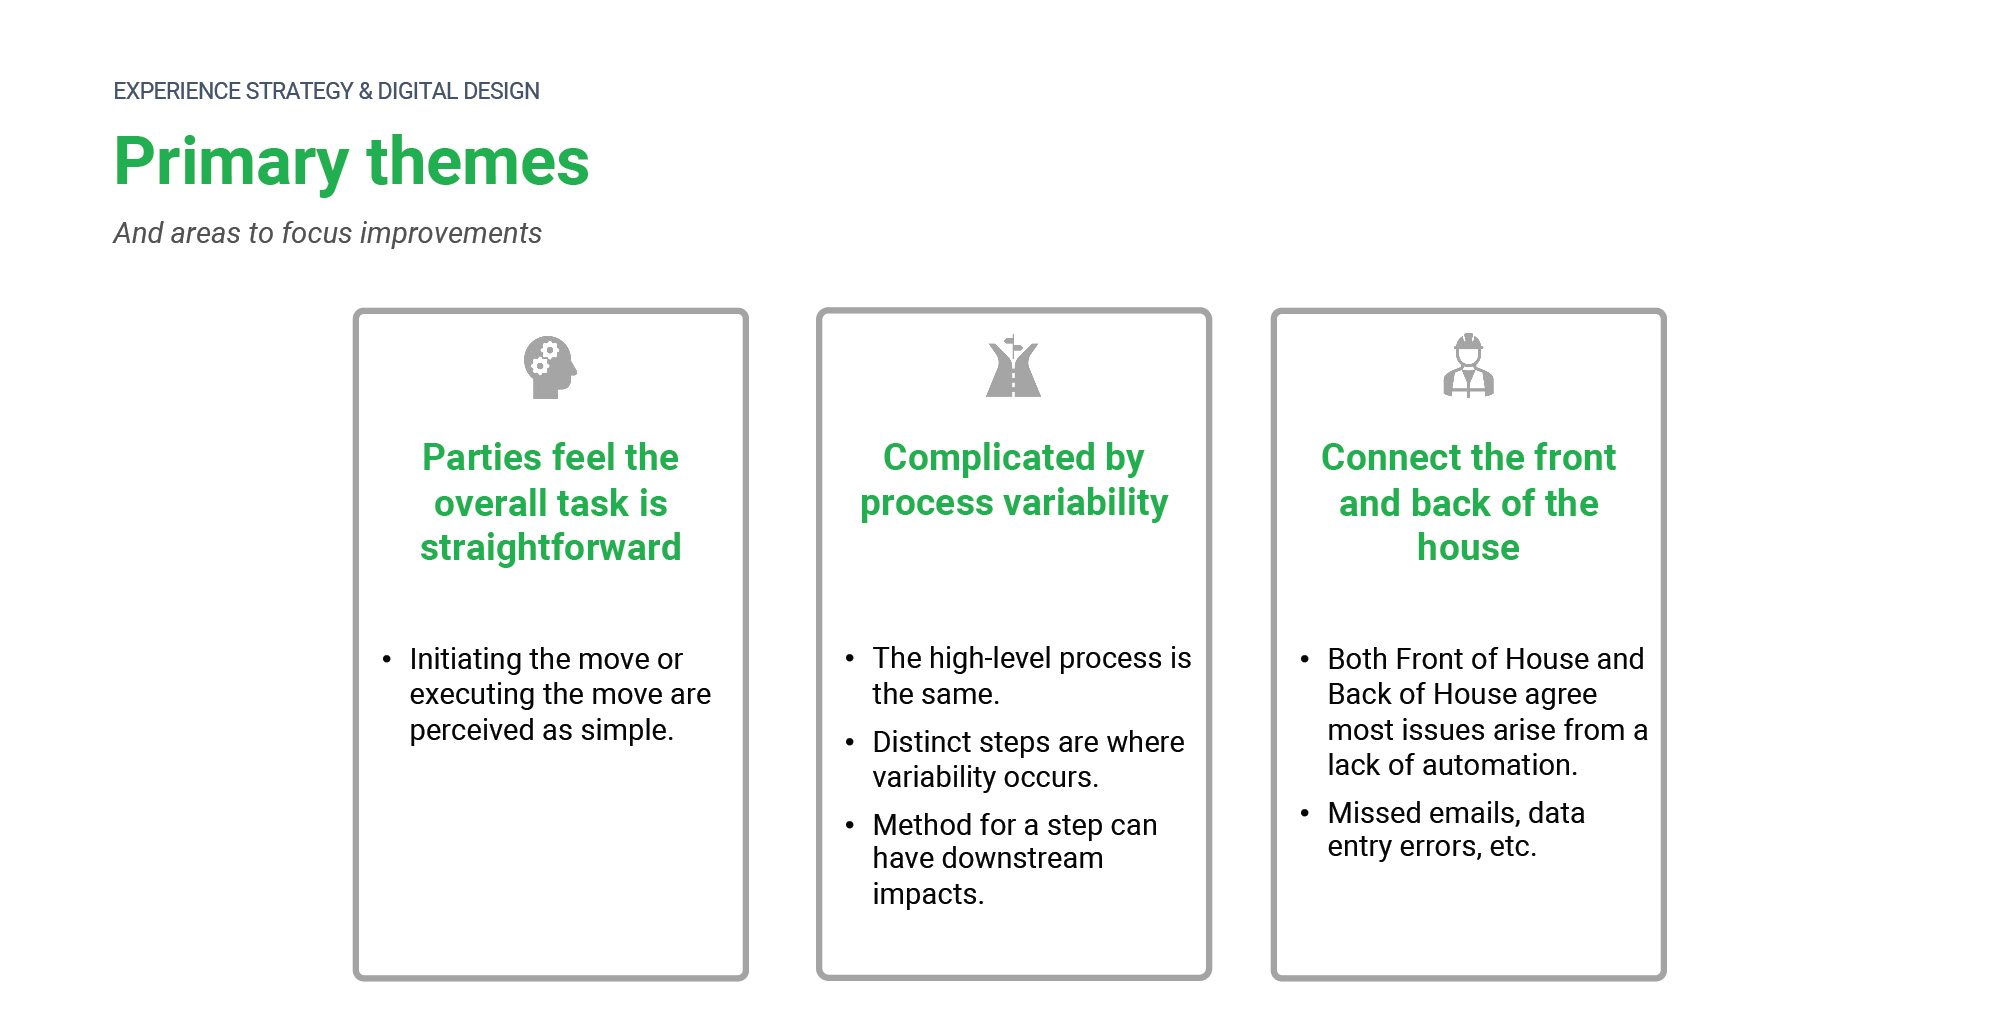 EXPERIENCE STRATEGY & DIGITAL DESIGN
Primary themes
And areas to focus improvements
Parties feel the
overall task is
straightforward
• Initiating the move or
executing the move are
perceived as simple.
Complicated by
process variability
• The high-level process is
the same.
• Distinct steps are where
variability occurs.
• Method for a step can
have downstream
impacts.
Connect the front
and back of the
house
• Both Front of House and
Back of House agree
most issues arise from a
lack of automation.
• Missed emails, data
entry errors, etc.